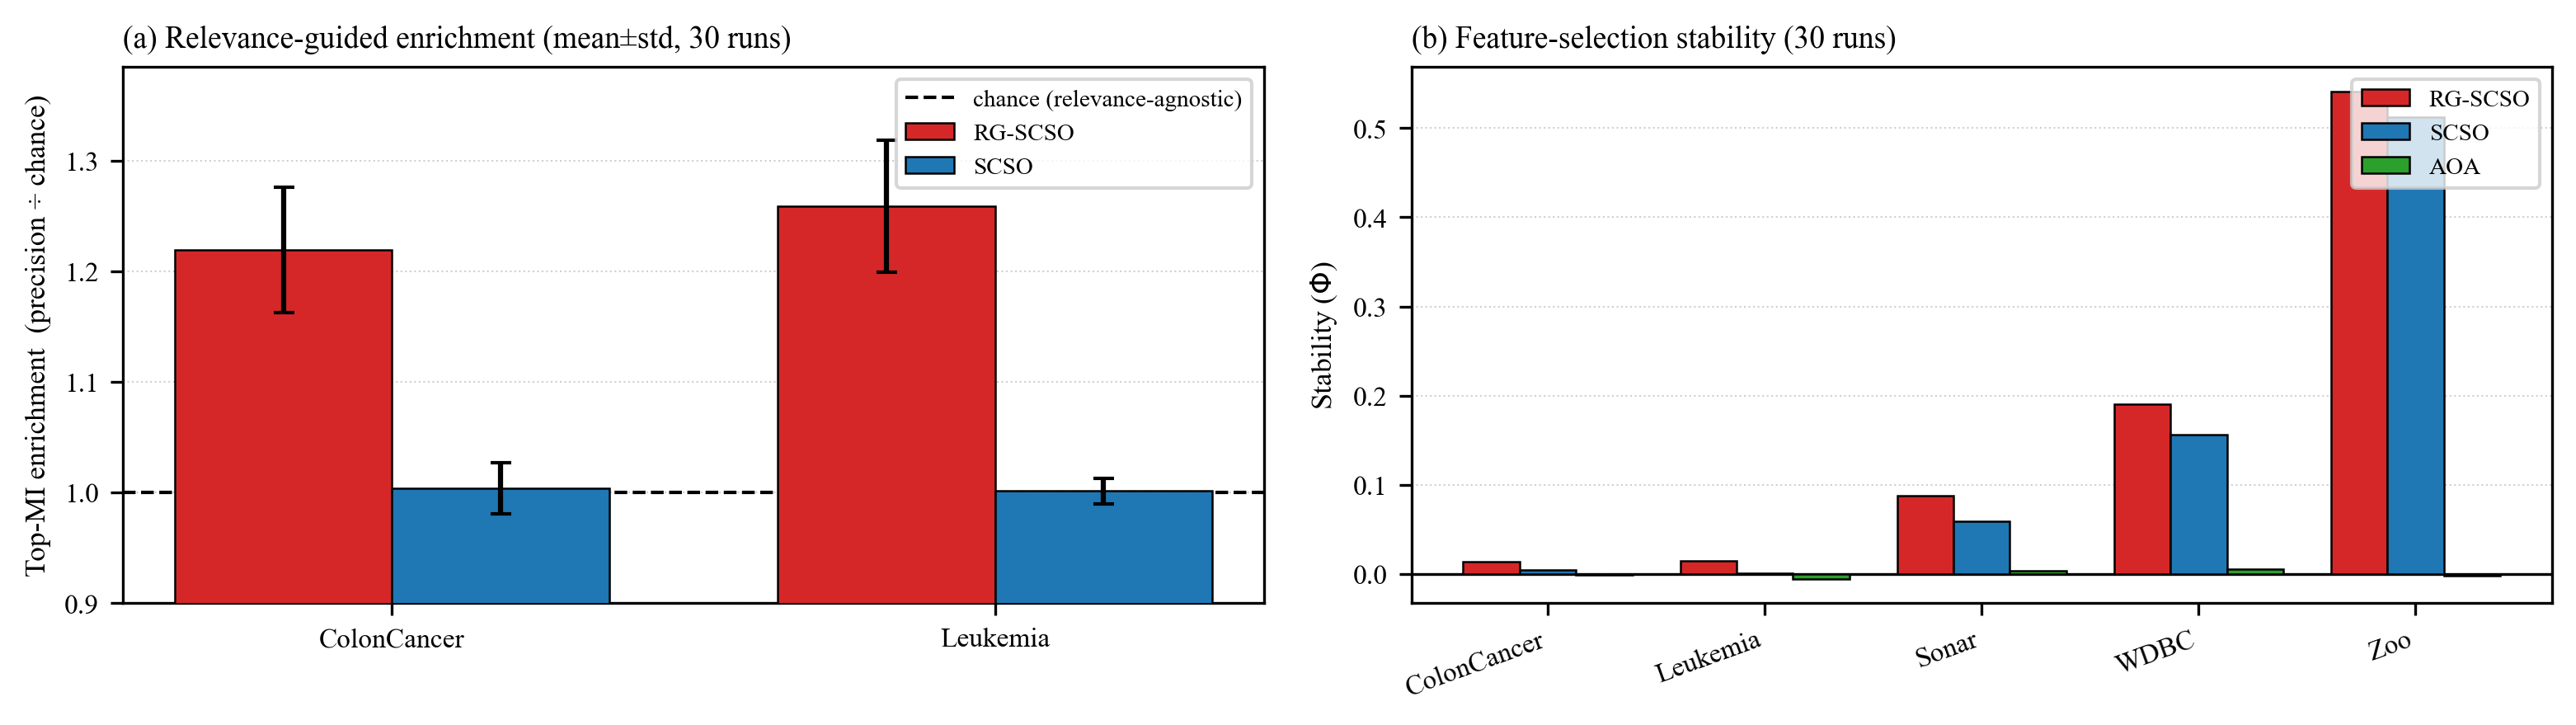 (a) Relevance-guided enrichment (mean±std, 30 runs)
Top-MI enrichment (precision ÷ chance)
1.3
1.2
1.1
1.0
0.9
chance (relevance-agnostic)
RG-SCSO
SCSO
ColonCancer
Leukemia
(b) Feature-selection stability (30 runs)
Stability (Φ)
0.5
0.4
0.3
0.2
0.1
0.0
RG-SCSO
SCSO
AOA
ColonCancer
Leukemia
Sonar
WDBC
Zoo